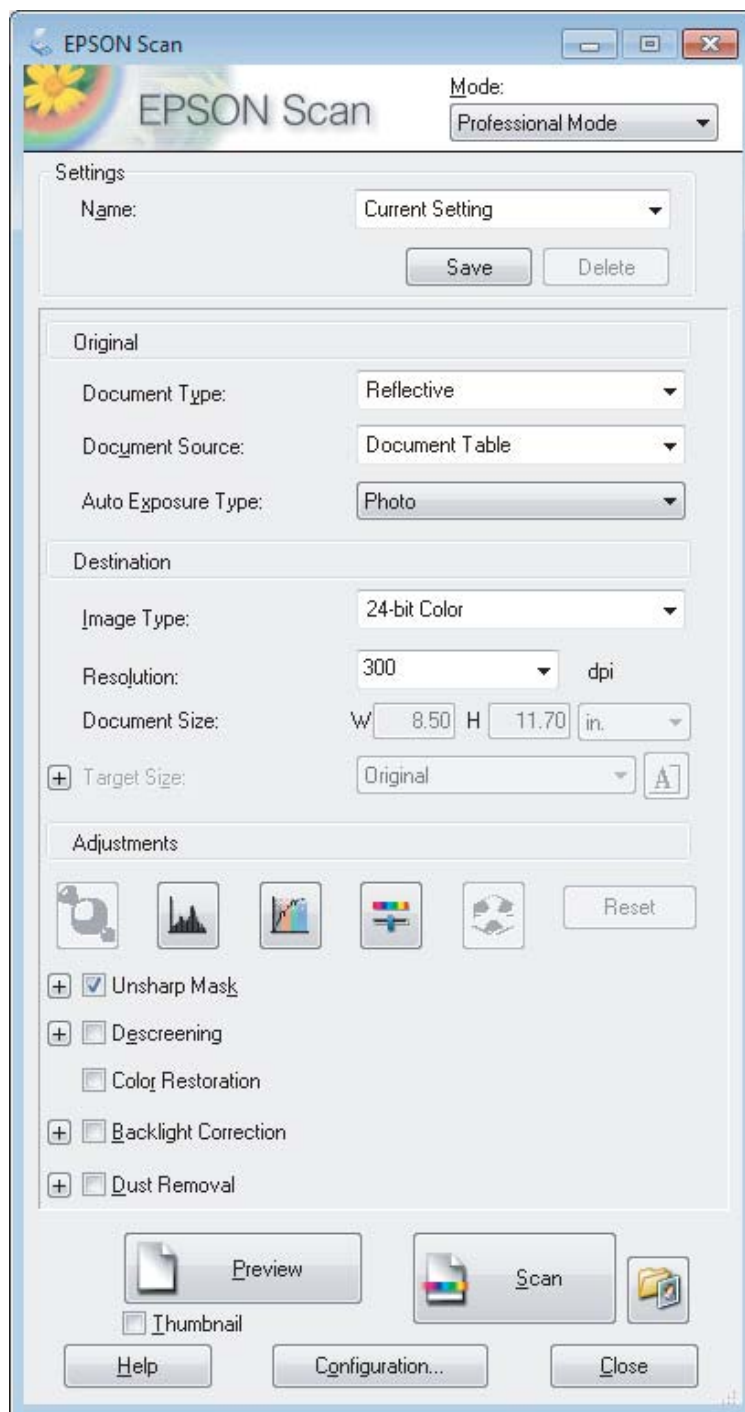 EPSON Scan
EPSON Scan
Mode:
Professional Mode
Settings
Name:
Current Setting
Save
Delete
Original
Document Type:
Reflective
Document Source:
Document Table
Auto Exposure Type:
Photo
Destination
Image Type:
24-bit Color
Resolution:
300
dpi
Document Size:
W 8.50 H 11.70 in.
Target Size:
Original
A
Adjustments
Reset
Unsharp Mask
Descreening
Color Restoration
Backlight Correction
Dust Removal
Preview
Scan
Thumbnail
Help
Configuration...
Close